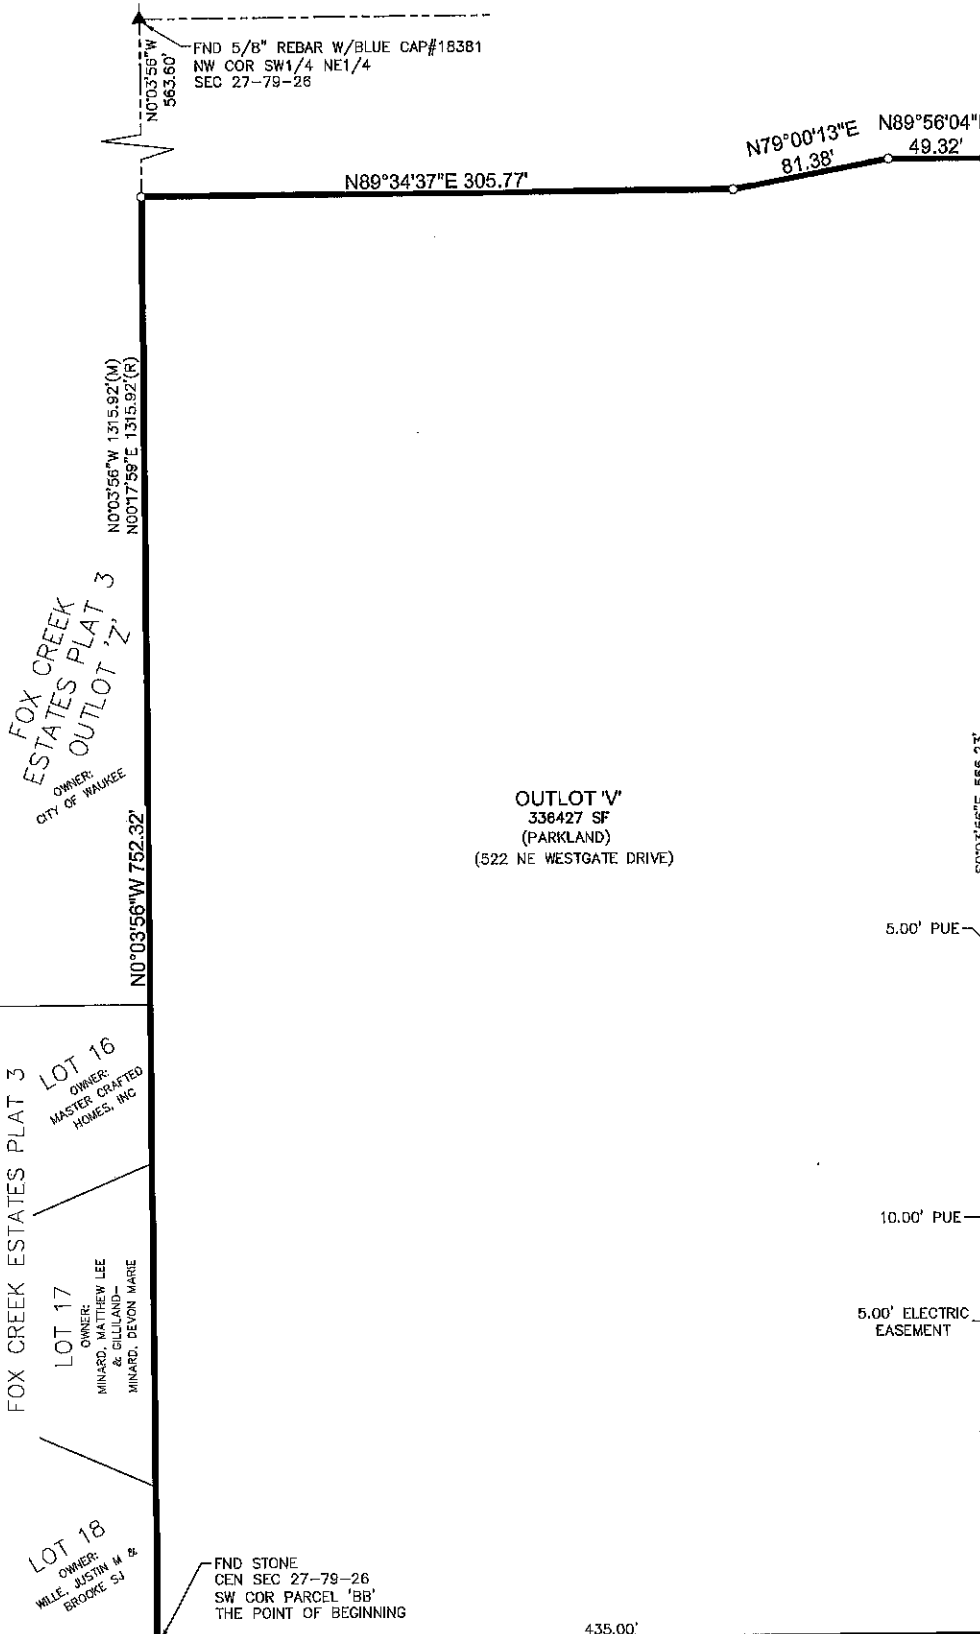 FND 5/8" REBAR W/BLUE CAP#18381
NW COR SW1/4 NE1/4
SEC 27-79-26
N0°03'56"W
563.60'
N89°34'37"E 305.77'
N79°00'13"E
81.38'
N89°56'04"
49.32'
N0°03'56"W 1315.92'(M)
N00°17'59"E 1315.92'(R)
FOX CREEK
ESTATES PLAT 3
OUTLOT 'Z'
OWNER:
CITY OF WAUKEE
N0°03'56"W 752.32'
OUTLOT 'V'
336427 SF
(PARKLAND)
(522 NE WESTGATE DRIVE)
5.00' PUE
LOT 16
OWNER:
MASTER CRAFTED
HOMES, INC
FOX CREEK ESTATES PLAT 3
LOT 17
OWNER:
MINARD, MATTHEW LEE
& GILLILAND-
MINARD, DEVON MARIE
10.00' PUE
5.00' ELECTRIC
EASEMENT
LOT 18
OWNER:
WILLE, JUSTIN M &
BROOKE SJ
FND STONE
CEN SEC 27-79-26
SW COR PARCEL 'BB'
THE POINT OF BEGINNING
435.00'